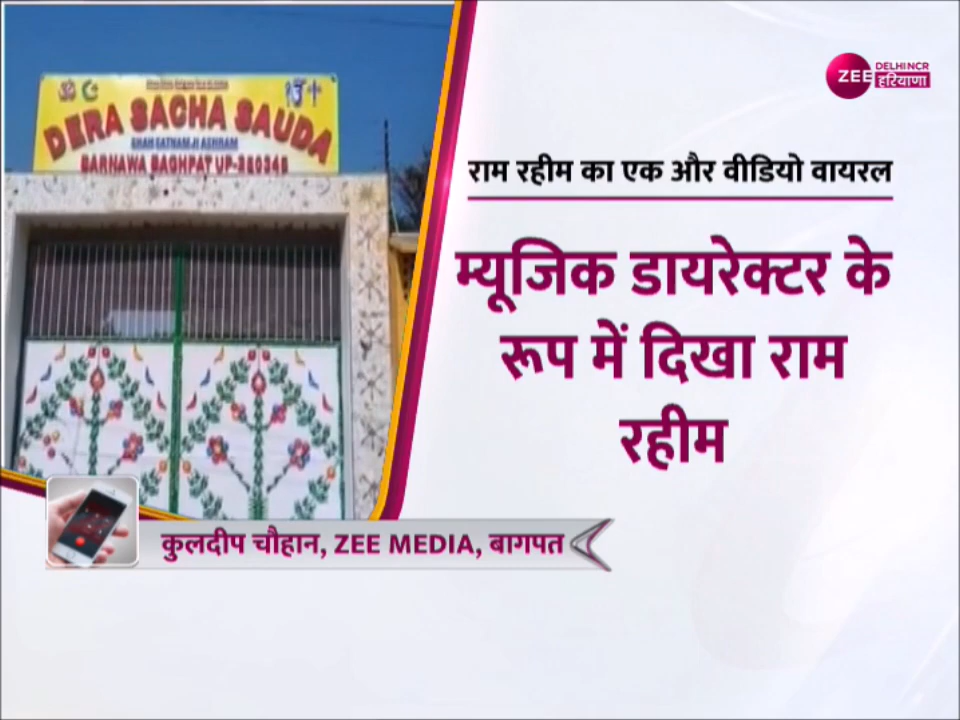 DERA SACHA SAUDA
SHAH SATNAM JI ASHRAM
BARNAWA BAGHPAT UP-250345
ZEE DELHI NCR
हरियाणा
राम रहीम का एक और वीडियो वायरल
म्यूजिक डायरेक्टर के
रूप में दिखा राम
रहीम
कुलदीप चौहान, ZEE MEDIA, बागपत